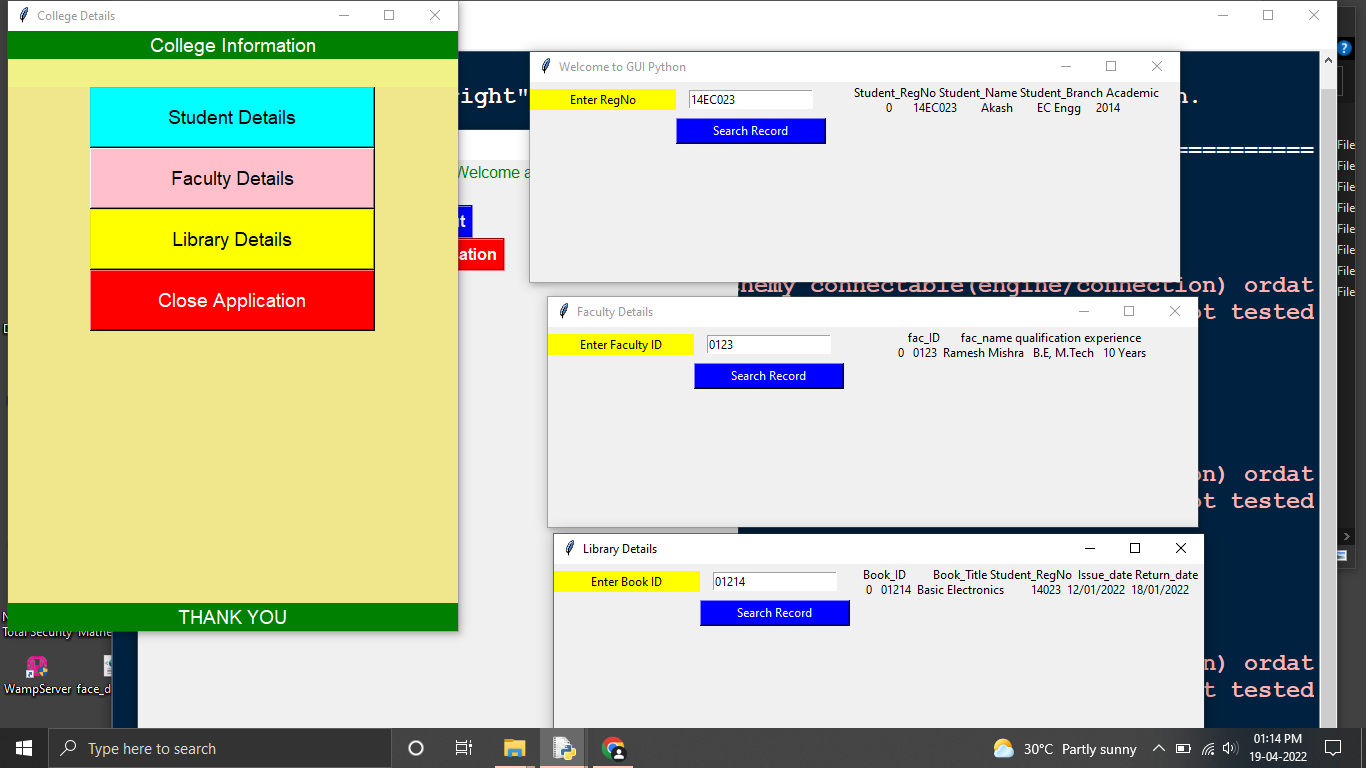 College Details
College Information
Student Details
Faculty Details
Library Details
Close Application
THANK YOU
Welcome to GUI Python
Enter RegNo 14EC023
Search Record
Student_RegNo Student_Name Student_Branch Academic
0 14EC023 Akash EC Engg 2014
Faculty Details
Enter Faculty ID 0123
Search Record
fac_ID fac_name qualification experience
0 0123 Ramesh Mishra B.E, M.Tech 10 Years
Library Details
Enter Book ID 01214
Search Record
Book_ID Book_Title Student_RegNo Issue_date Return_date
0 01214 Basic Electronics 14023 12/01/2022 18/01/2022
right"
n.
===========
Welcome a
t
ation
hemy connectable(engine/connection) ordat
ot tested
on) ordat
ot tested
n) ordat
ot tested
File
File
File
File
File
File
File
File
Total Security Mathe
WampServer face_d
Type here to search
30°C Partly sunny
01:14 PM
19-04-2022